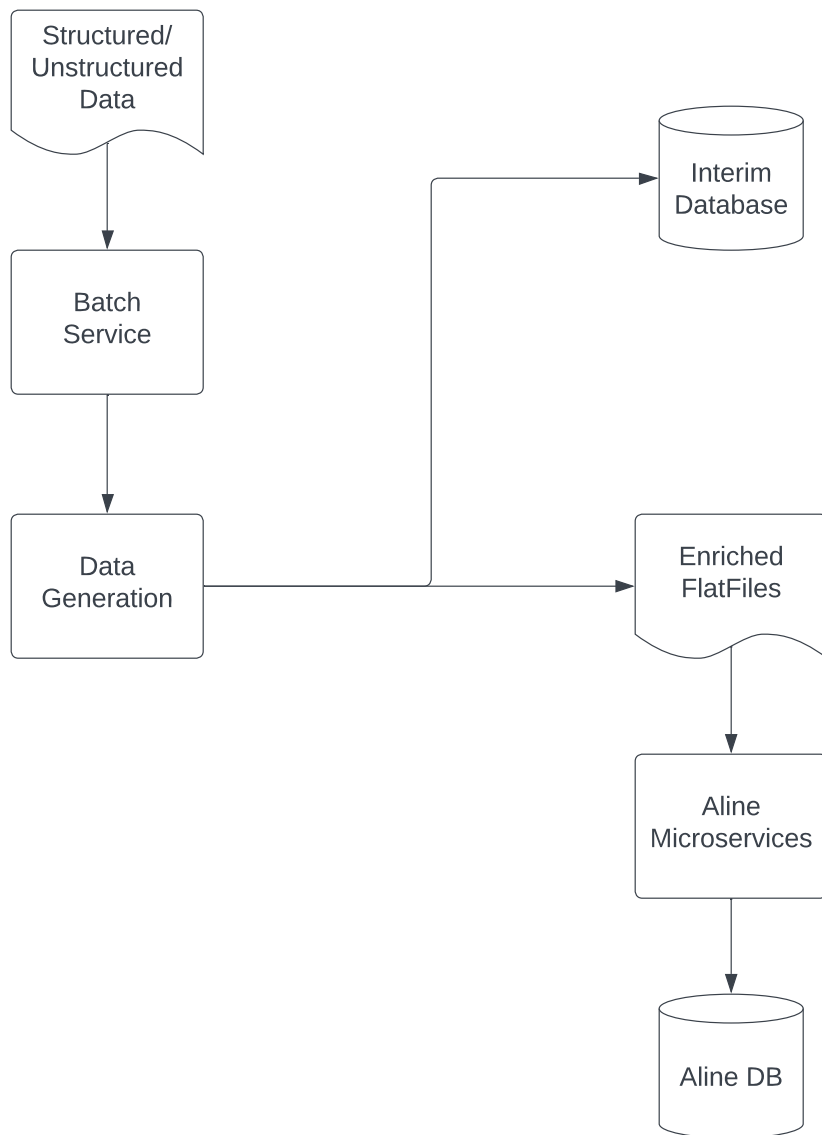 Structured/
Unstructured
Data
Interim
Database
Batch
Service
Data
Generation
Enriched
FlatFiles
Aline
Microservices
Aline DB